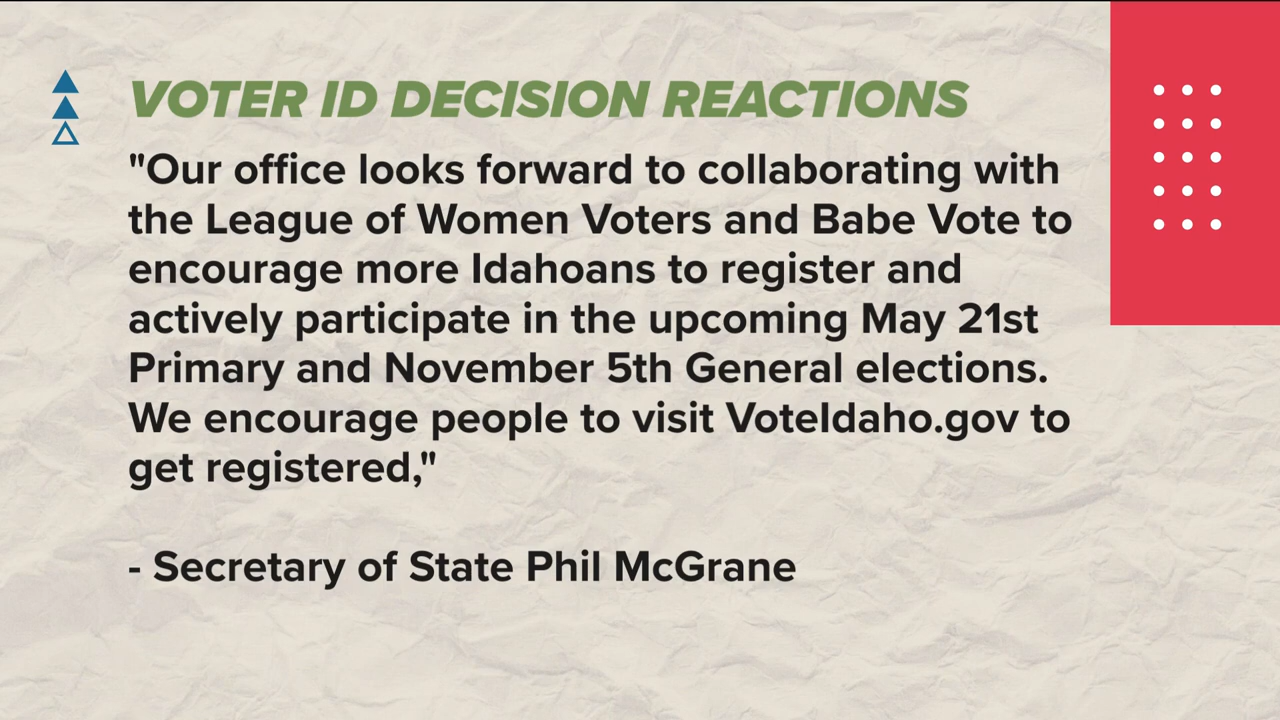 VOTER ID DECISION REACTIONS
"Our office looks forward to collaborating with
the League of Women Voters and Babe Vote to
encourage more Idahoans to register and
actively participate in the upcoming May 21st
Primary and November 5th General elections.
We encourage people to visit VoteIdaho.gov to
get registered,"
- Secretary of State Phil McGrane